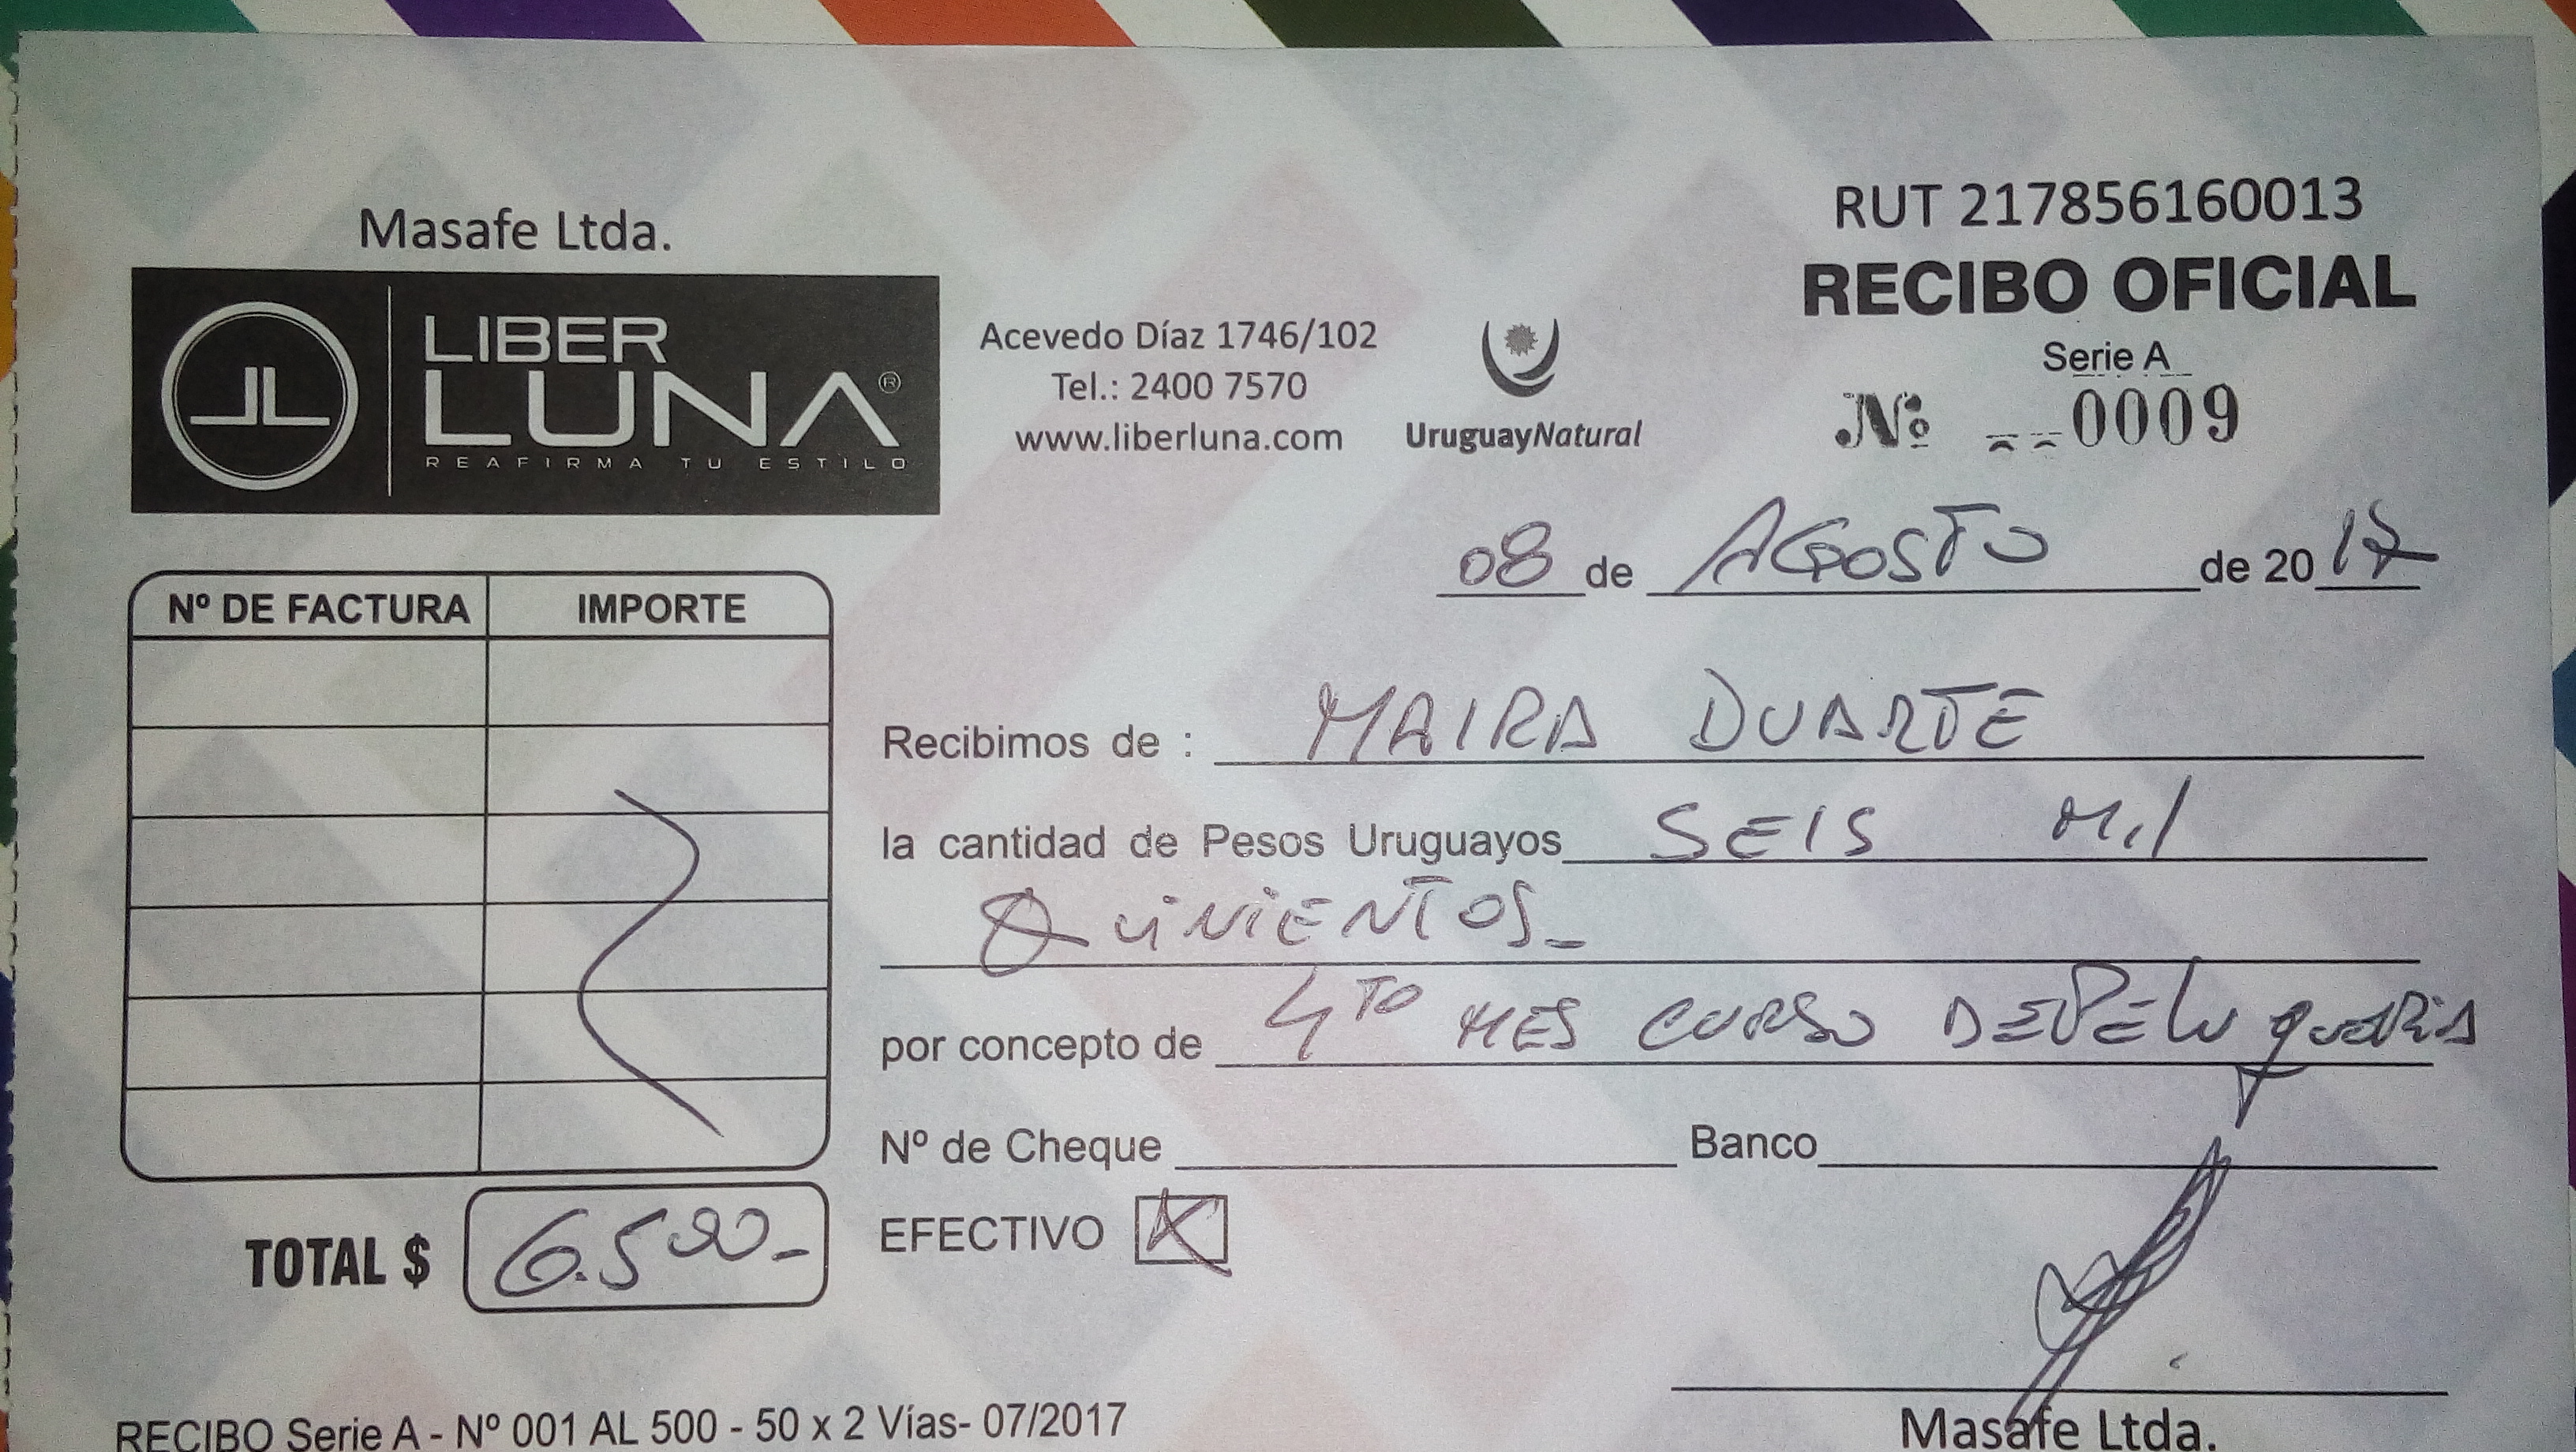 Masafe Ltda.
LIBER
LUNA®
REAFIRMA TU ESTILO
Acevedo Díaz 1746/102
Tel.: 2400 7570
www.liberluna.com
UruguayNatural
RUT 217856160013
RECIBO OFICIAL
Serie A
Nº 0009
08 de AGOSTO de 2017
Nº DE FACTURA IMPORTE
Recibimos de : MAIRA DUARTE
la cantidad de Pesos Uruguayos SEIS Mil
QUINIENTOS_
por concepto de 4TO MES CURSO DE PELuquERiA
Nº de Cheque Banco
TOTAL $ 6.500-
EFECTIVO X
Masafe Ltda.
RECIBO Serie A - Nº 001 AL 500 - 50 x 2 Vías- 07/2017